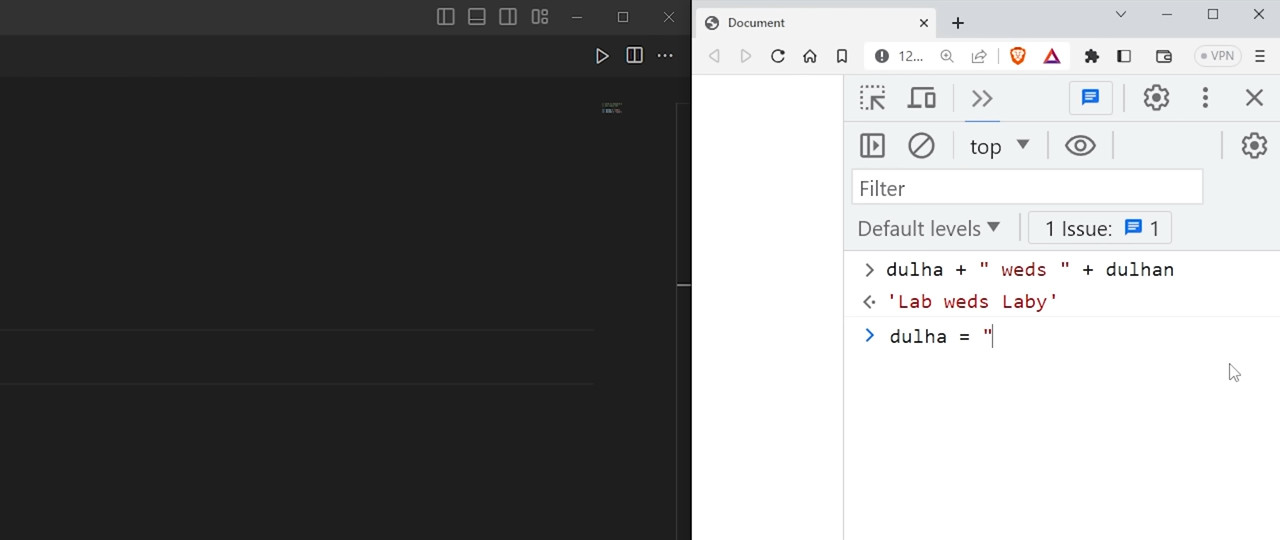 Document
12...
VPN
top
Filter
Default levels
1 Issue: 1
dulha + " weds " + dulhan
'Lab weds Laby'
dulha = "